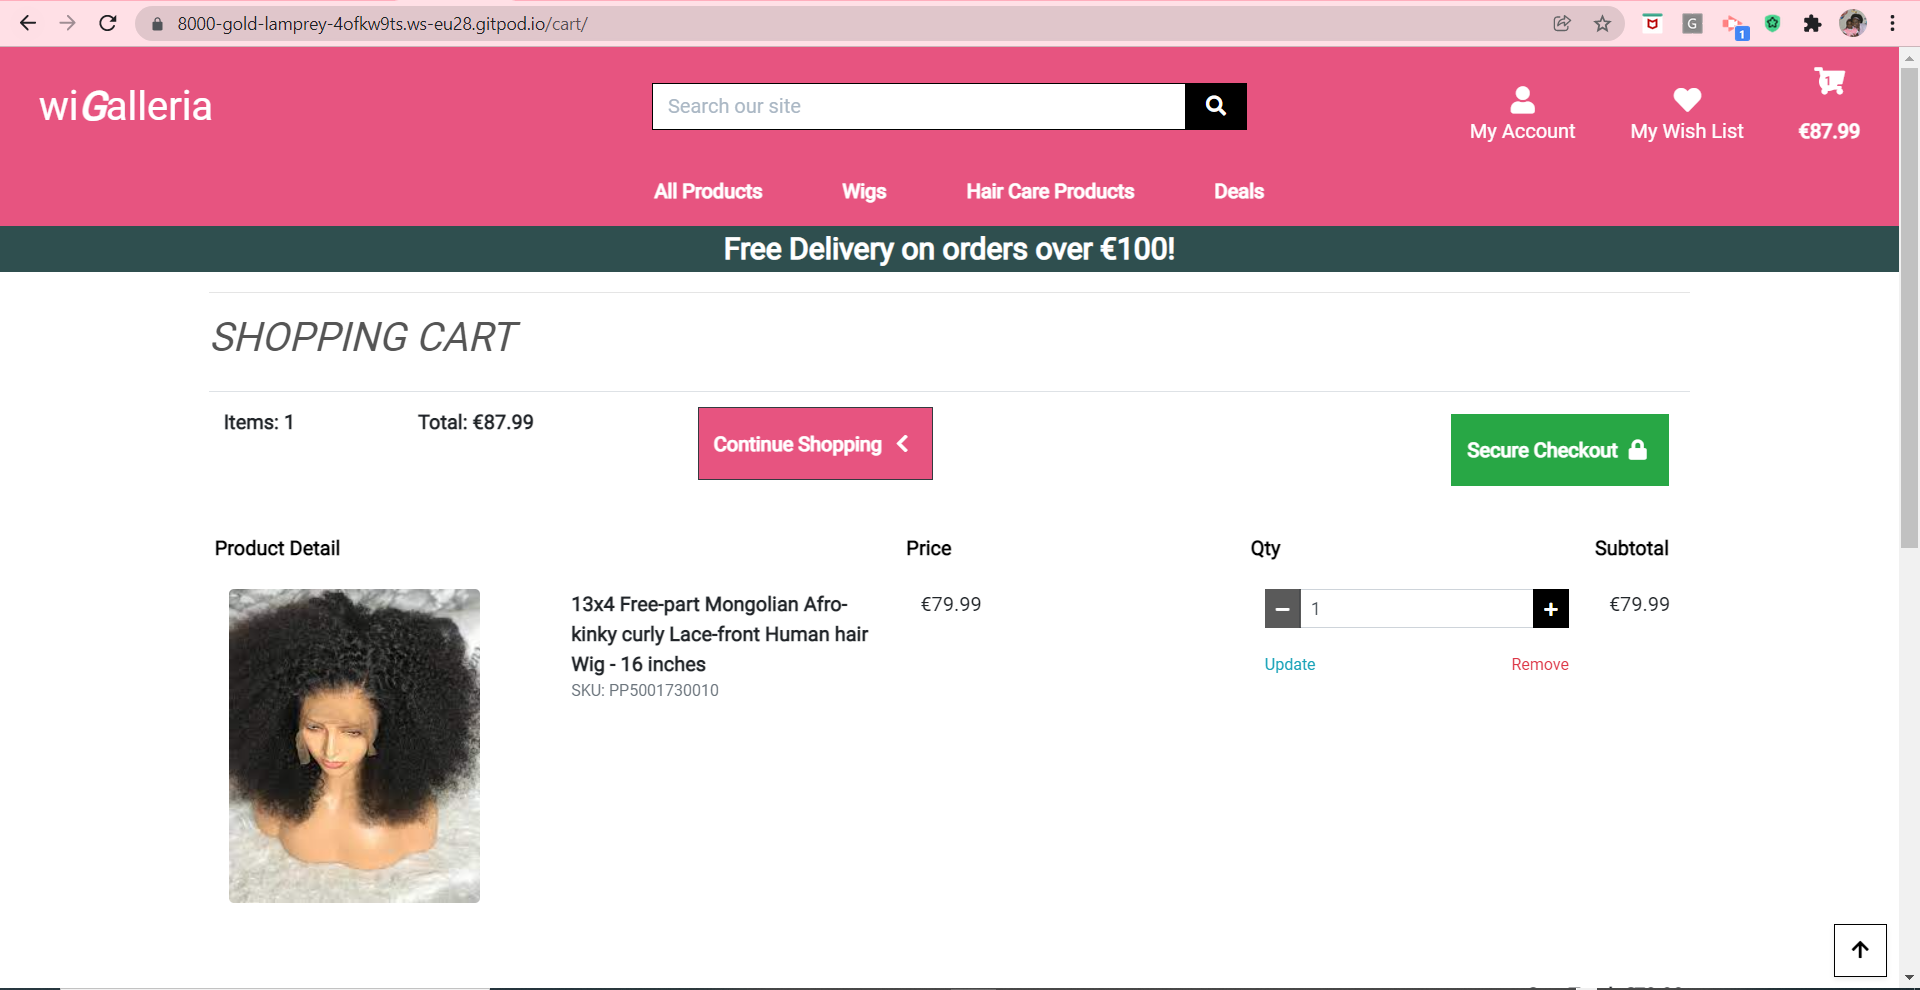 8000-gold-lamprey-4ofkw9ts.ws-eu28.gitpod.io/cart/
G
1
wiGalleria
Search our site
My Account
My Wish List
1
€87.99
All Products
Wigs
Hair Care Products
Deals
Free Delivery on orders over €100!
SHOPPING CART
Items: 1
Total: €87.99
Continue Shopping
Secure Checkout
Product Detail
Price
Qty
Subtotal
13x4 Free-part Mongolian Afro-
kinky curly Lace-front Human hair
Wig - 16 inches
SKU: PP5001730010
€79.99
1
€79.99
Update
Remove